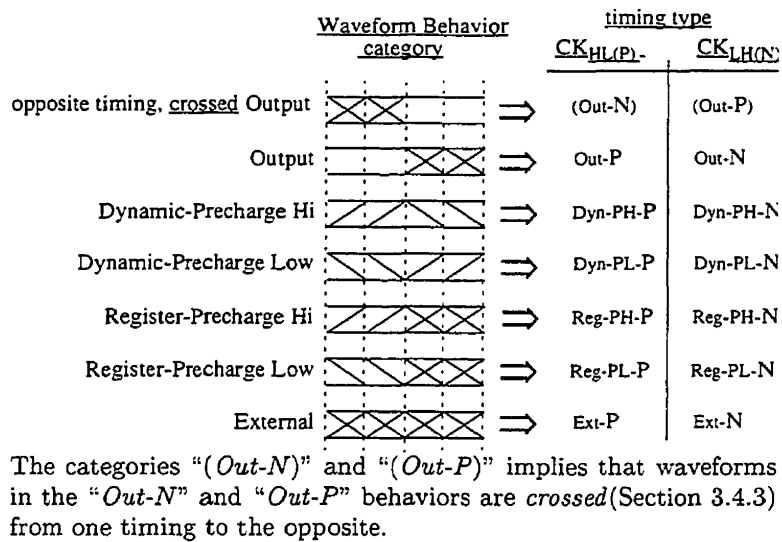 Waveform Behavior category
timing type
CK_HL(P)- CK_LH(N)
opposite timing, crossed Output (Out-N) (Out-P)
Output Out-P Out-N
Dynamic-Precharge Hi Dyn-PH-P Dyn-PH-N
Dynamic-Precharge Low Dyn-PL-P Dyn-PL-N
Register-Precharge Hi Reg-PH-P Reg-PH-N
Register-Precharge Low Reg-PL-P Reg-PL-N
External Ext-P Ext-N
The categories “(Out-N)” and “(Out-P)” implies that waveforms
in the “Out-N” and “Out-P” behaviors are crossed(Section 3.4.3)
from one timing to the opposite.